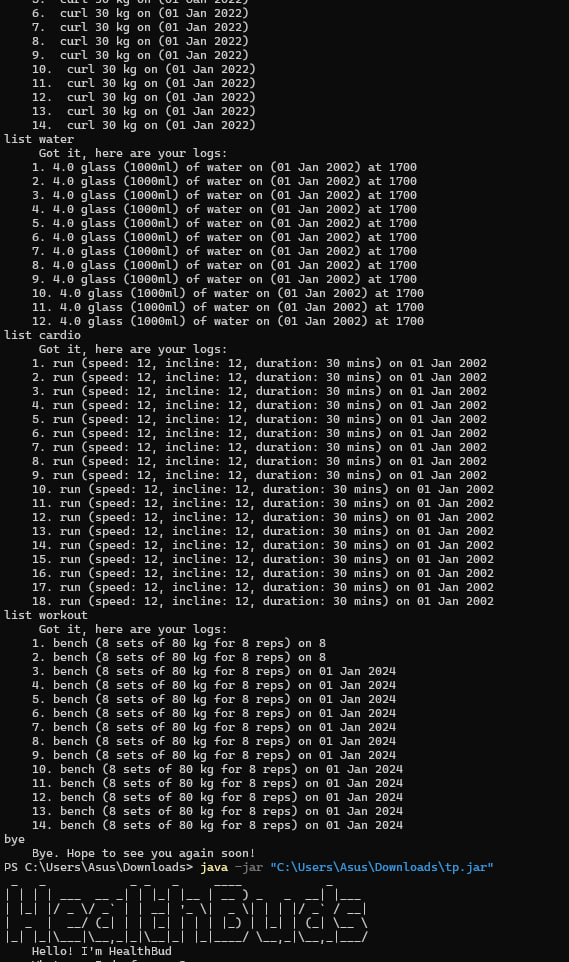 5.  curl 30 kg on (01 Jan 2022)
6.  curl 30 kg on (01 Jan 2022)
7.  curl 30 kg on (01 Jan 2022)
8.  curl 30 kg on (01 Jan 2022)
9.  curl 30 kg on (01 Jan 2022)
10.  curl 30 kg on (01 Jan 2022)
11.  curl 30 kg on (01 Jan 2022)
12.  curl 30 kg on (01 Jan 2022)
13.  curl 30 kg on (01 Jan 2022)
14.  curl 30 kg on (01 Jan 2022)
list water
Got it, here are your logs:
1. 4.0 glass (1000ml) of water on (01 Jan 2002) at 1700
2. 4.0 glass (1000ml) of water on (01 Jan 2002) at 1700
3. 4.0 glass (1000ml) of water on (01 Jan 2002) at 1700
4. 4.0 glass (1000ml) of water on (01 Jan 2002) at 1700
5. 4.0 glass (1000ml) of water on (01 Jan 2002) at 1700
6. 4.0 glass (1000ml) of water on (01 Jan 2002) at 1700
7. 4.0 glass (1000ml) of water on (01 Jan 2002) at 1700
8. 4.0 glass (1000ml) of water on (01 Jan 2002) at 1700
9. 4.0 glass (1000ml) of water on (01 Jan 2002) at 1700
10. 4.0 glass (1000ml) of water on (01 Jan 2002) at 1700
11. 4.0 glass (1000ml) of water on (01 Jan 2002) at 1700
12. 4.0 glass (1000ml) of water on (01 Jan 2002) at 1700
list cardio
Got it, here are your logs:
1. run (speed: 12, incline: 12, duration: 30 mins) on 01 Jan 2002
2. run (speed: 12, incline: 12, duration: 30 mins) on 01 Jan 2002
3. run (speed: 12, incline: 12, duration: 30 mins) on 01 Jan 2002
4. run (speed: 12, incline: 12, duration: 30 mins) on 01 Jan 2002
5. run (speed: 12, incline: 12, duration: 30 mins) on 01 Jan 2002
6. run (speed: 12, incline: 12, duration: 30 mins) on 01 Jan 2002
7. run (speed: 12, incline: 12, duration: 30 mins) on 01 Jan 2002
8. run (speed: 12, incline: 12, duration: 30 mins) on 01 Jan 2002
9. run (speed: 12, incline: 12, duration: 30 mins) on 01 Jan 2002
10. run (speed: 12, incline: 12, duration: 30 mins) on 01 Jan 2002
11. run (speed: 12, incline: 12, duration: 30 mins) on 01 Jan 2002
12. run (speed: 12, incline: 12, duration: 30 mins) on 01 Jan 2002
13. run (speed: 12, incline: 12, duration: 30 mins) on 01 Jan 2002
14. run (speed: 12, incline: 12, duration: 30 mins) on 01 Jan 2002
15. run (speed: 12, incline: 12, duration: 30 mins) on 01 Jan 2002
16. run (speed: 12, incline: 12, duration: 30 mins) on 01 Jan 2002
17. run (speed: 12, incline: 12, duration: 30 mins) on 01 Jan 2002
18. run (speed: 12, incline: 12, duration: 30 mins) on 01 Jan 2002
list workout
Got it, here are your logs:
1. bench (8 sets of 80 kg for 8 reps) on 8
2. bench (8 sets of 80 kg for 8 reps) on 8
3. bench (8 sets of 80 kg for 8 reps) on 01 Jan 2024
4. bench (8 sets of 80 kg for 8 reps) on 01 Jan 2024
5. bench (8 sets of 80 kg for 8 reps) on 01 Jan 2024
6. bench (8 sets of 80 kg for 8 reps) on 01 Jan 2024
7. bench (8 sets of 80 kg for 8 reps) on 01 Jan 2024
8. bench (8 sets of 80 kg for 8 reps) on 01 Jan 2024
9. bench (8 sets of 80 kg for 8 reps) on 01 Jan 2024
10. bench (8 sets of 80 kg for 8 reps) on 01 Jan 2024
11. bench (8 sets of 80 kg for 8 reps) on 01 Jan 2024
12. bench (8 sets of 80 kg for 8 reps) on 01 Jan 2024
13. bench (8 sets of 80 kg for 8 reps) on 01 Jan 2024
14. bench (8 sets of 80 kg for 8 reps) on 01 Jan 2024
bye
Bye. Hope to see you again soon!
PS C:\Users\Asus\Downloads> java -jar "C:\Users\Asus\Downloads\tp.jar"
HealthBuds
Hello! I'm HealthBud